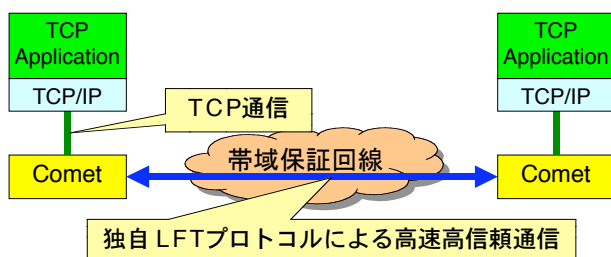 TCP
Application
TCP/IP
TCP
Application
TCP/IP
TCP通信
帯域保証回線
Comet
Comet
独自LFTプロトコルによる高速高信頼通信